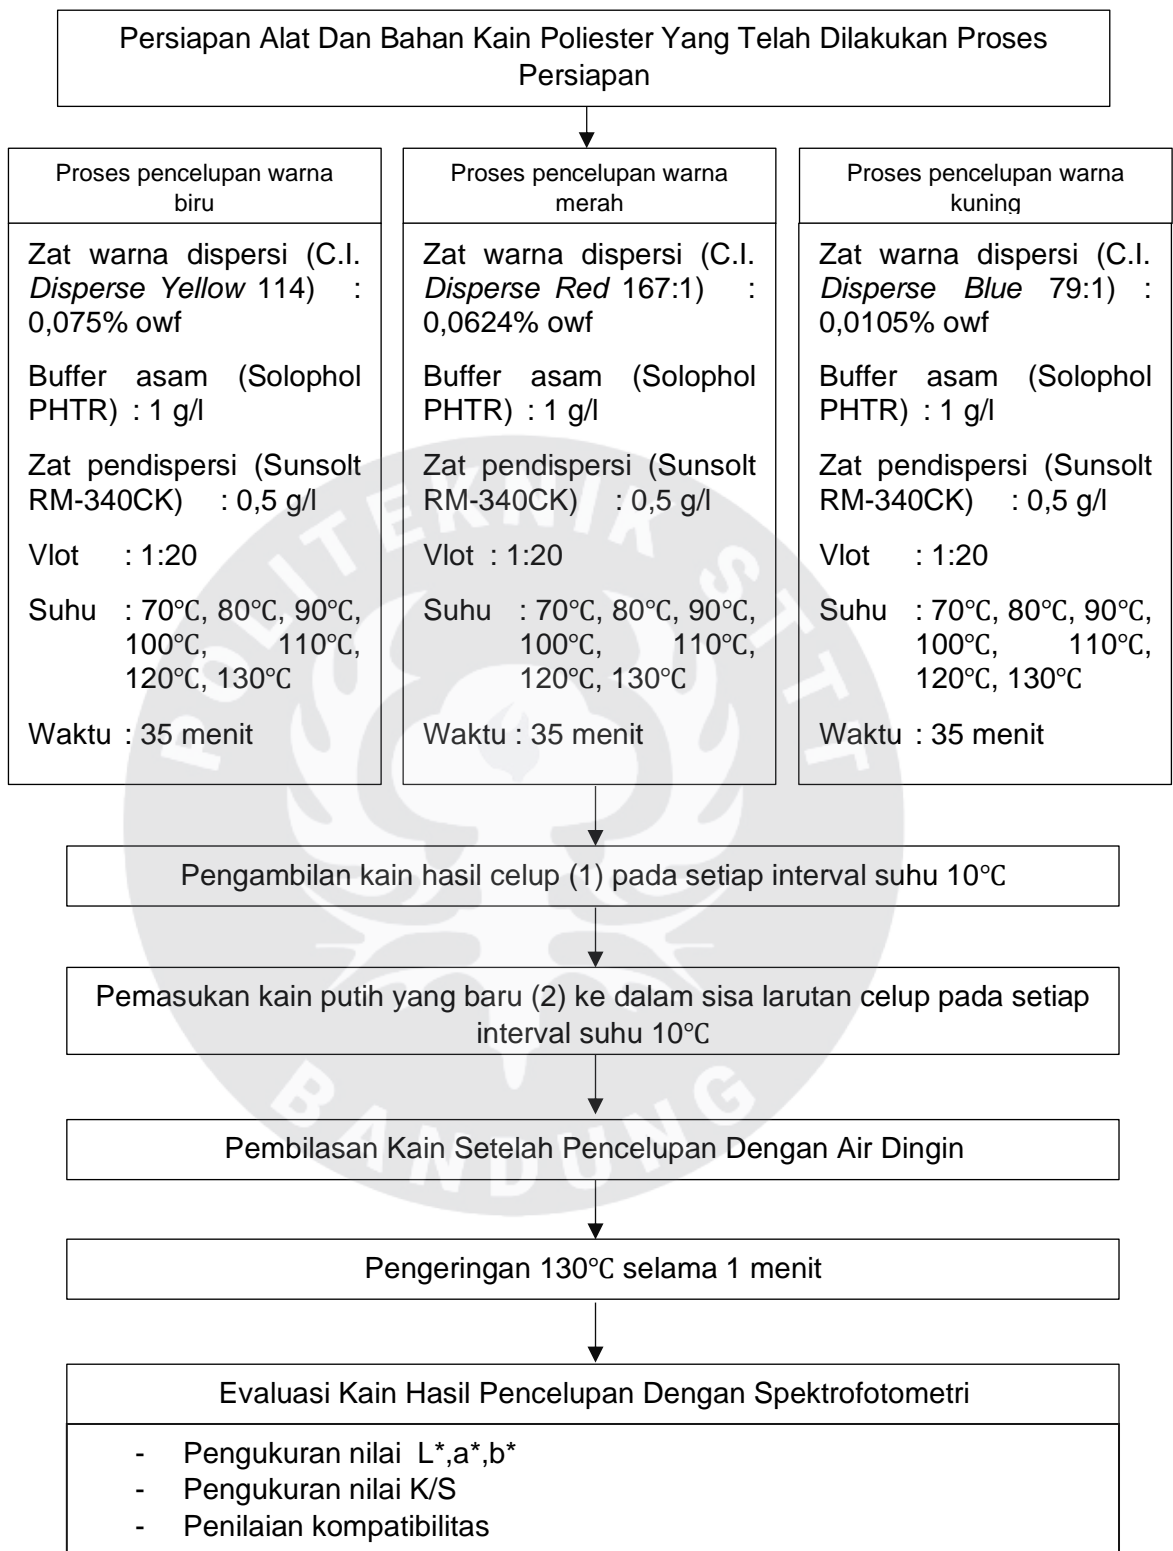 Persiapan Alat Dan Bahan Kain Poliester Yang Telah Dilakukan Proses
Persiapan
Proses pencelupan warna
biru
Zat warna dispersi (C.I.
Disperse Yellow 114) :
0,075% owf
Buffer asam (Solophol
PHTR) : 1 g/l
Zat pendispersi (Sunsolt
RM-340CK) : 0,5 g/l
Vlot : 1:20
Suhu : 70℃, 80℃, 90℃,
100℃, 110℃,
120℃, 130℃
Waktu : 35 menit
Proses pencelupan warna
merah
Zat warna dispersi (C.I.
Disperse Red 167:1) :
0,0624% owf
Buffer asam (Solophol
PHTR) : 1 g/l
Zat pendispersi (Sunsolt
RM-340CK) : 0,5 g/l
Vlot : 1:20
Suhu : 70℃, 80℃, 90℃,
100℃, 110℃,
120℃, 130℃
Waktu : 35 menit
Proses pencelupan warna
kuning
Zat warna dispersi (C.I.
Disperse Blue 79:1) :
0,0105% owf
Buffer asam (Solophol
PHTR) : 1 g/l
Zat pendispersi (Sunsolt
RM-340CK) : 0,5 g/l
Vlot : 1:20
Suhu : 70℃, 80℃, 90℃,
100℃, 110℃,
120℃, 130℃
Waktu : 35 menit
Pengambilan kain hasil celup (1) pada setiap interval suhu 10℃
Pemasukan kain putih yang baru (2) ke dalam sisa larutan celup pada setiap
interval suhu 10℃
Pembilasan Kain Setelah Pencelupan Dengan Air Dingin
Pengeringan 130℃ selama 1 menit
Evaluasi Kain Hasil Pencelupan Dengan Spektrofotometri
- Pengukuran nilai L*,a*,b*
- Pengukuran nilai K/S
- Penilaian kompatibilitas
POLITEKNIK STTT
BANDUNG